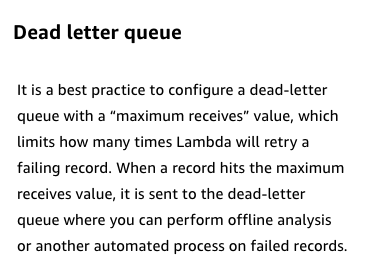 Dead letter queue
It is a best practice to configure a dead-letter
queue with a “maximum receives” value, which
limits how many times Lambda will retry a
failing record. When a record hits the maximum
receives value, it is sent to the dead-letter
queue where you can perform offline analysis
or another automated process on failed records.